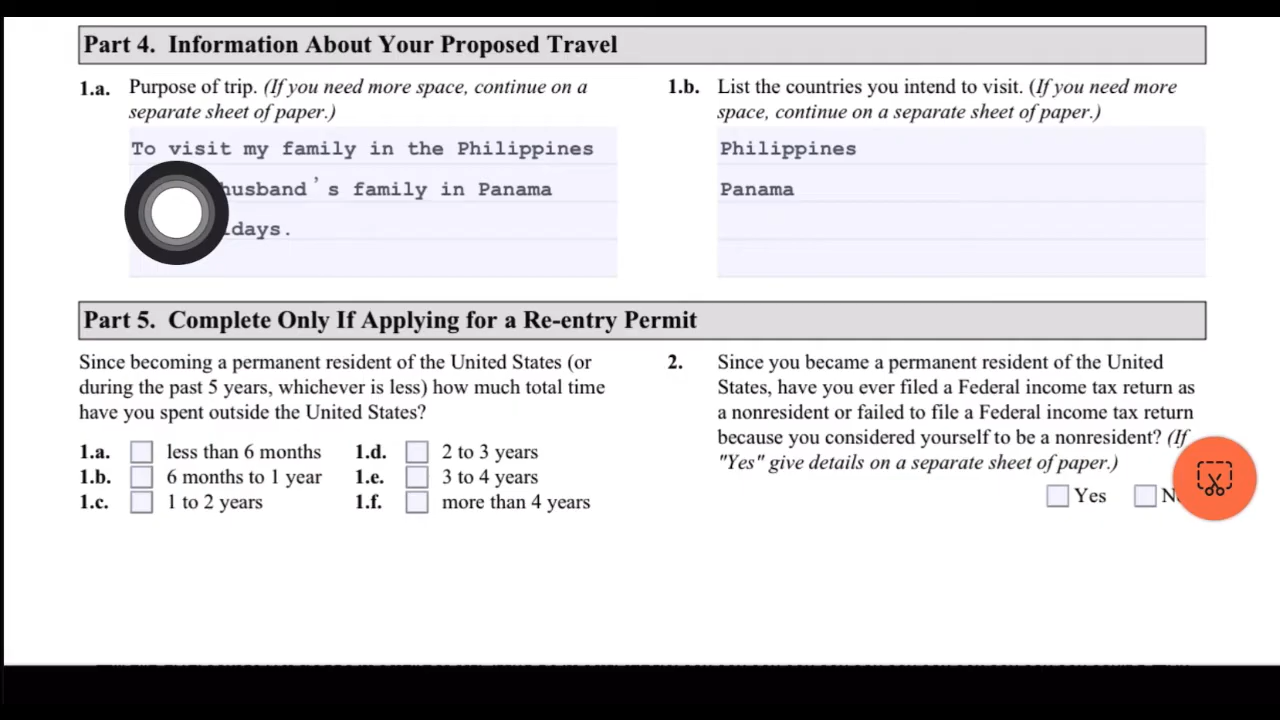 Part 4. Information About Your Proposed Travel
1.a. Purpose of trip. (If you need more space, continue on a
separate sheet of paper.)
To visit my family in the Philippines
husband's family in Panama
days.
1.b. List the countries you intend to visit. (If you need more
space, continue on a separate sheet of paper.)
Philippines
Panama
Part 5. Complete Only If Applying for a Re-entry Permit
Since becoming a permanent resident of the United States (or
during the past 5 years, whichever is less) how much total time
have you spent outside the United States?
1.a. less than 6 months 1.d. 2 to 3 years
1.b. 6 months to 1 year 1.e. 3 to 4 years
1.c. 1 to 2 years 1.f. more than 4 years
2. Since you became a permanent resident of the United
States, have you ever filed a Federal income tax return as
a nonresident or failed to file a Federal income tax return
because you considered yourself to be a nonresident? (If
"Yes" give details on a separate sheet of paper.)
Yes